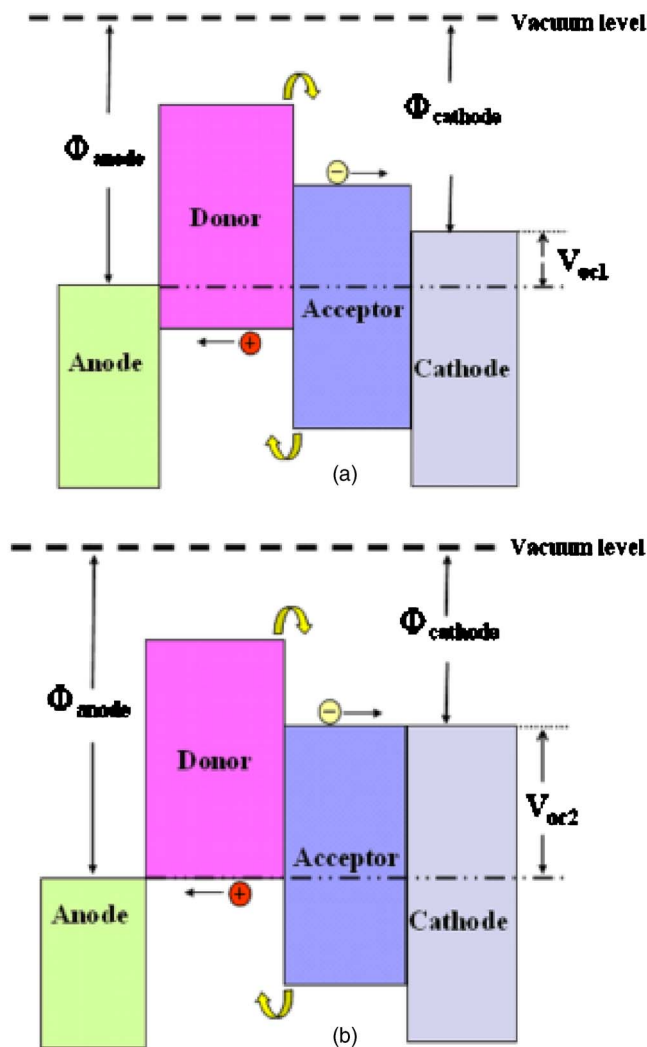 Vacuum level
Φanode
Φcathode
Donor
−
Voc1
Acceptor
+
Anode
Cathode
(a)
Vacuum level
Φcathode
Φanode
−
Donor
Voc2
Acceptor
+
Anode
Cathode
(b)